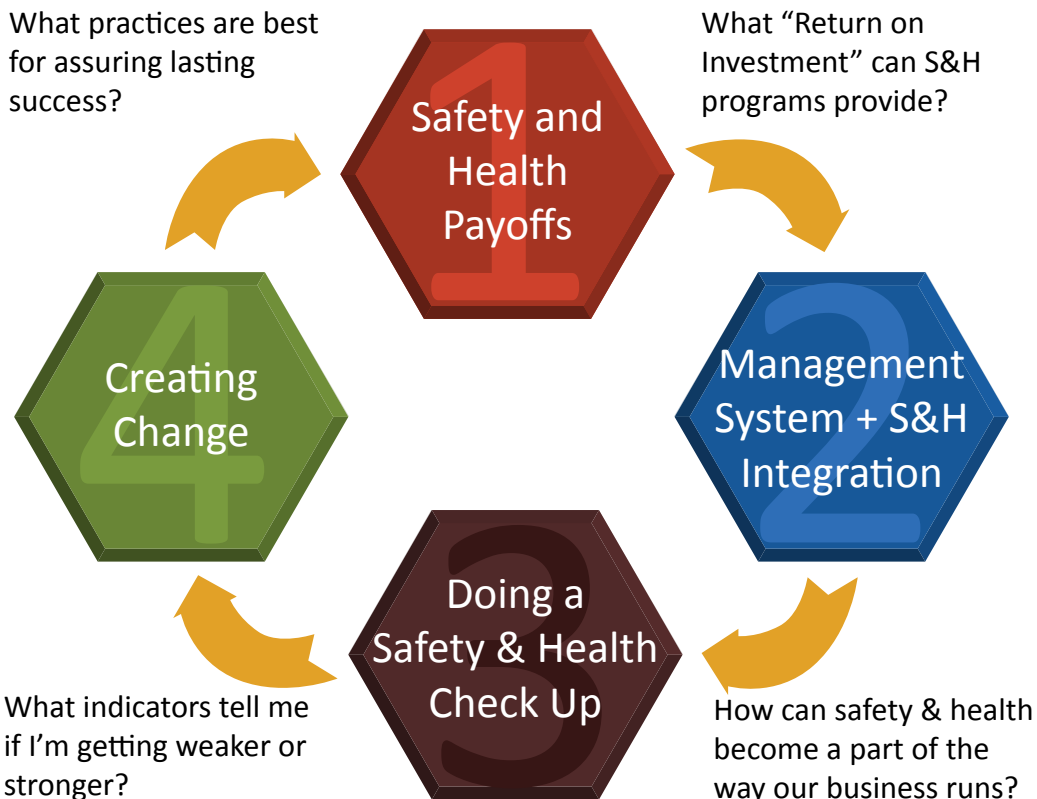 What practices are best
for assuring lasting
success?
1
Safety and
Health
Payoffs
What “Return on
Investment” can S&H
programs provide?
4
Creating
Change
2
Management
System + S&H
Integration
3
Doing a
Safety & Health
Check Up
What indicators tell me
if I’m getting weaker or
stronger?
How can safety & health
become a part of the
way our business runs?